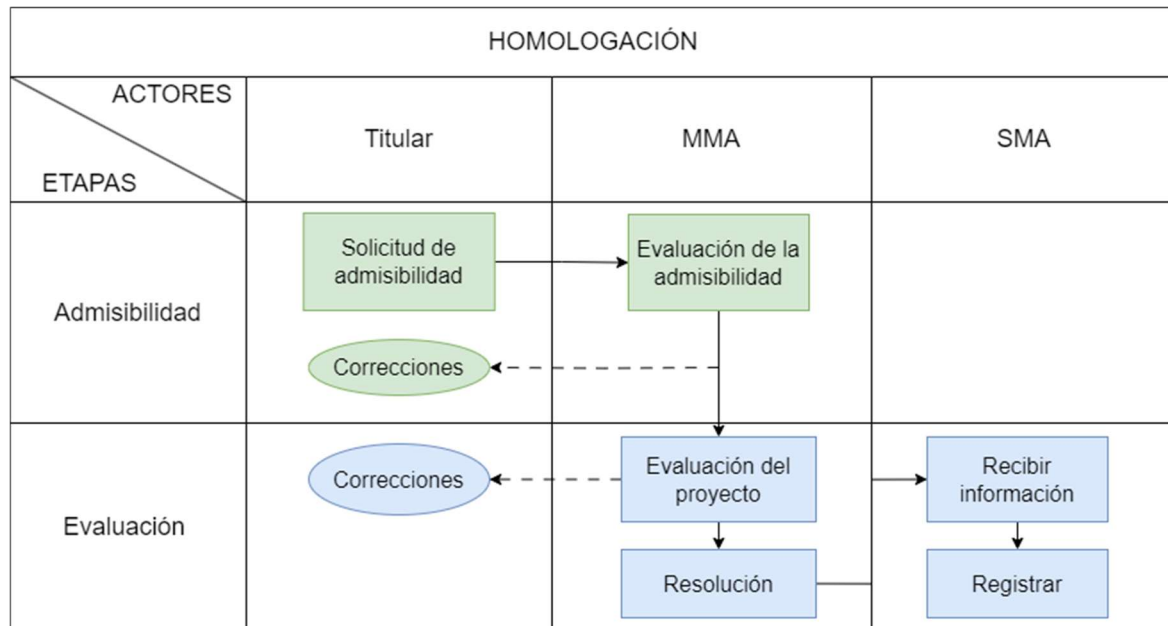 HOMOLOGACIÓN
ACTORES
ETAPAS
Titular
MMA
SMA
Admisibilidad
Solicitud de
admisibilidad
Evaluación de la
admisibilidad
Correcciones
Evaluación
Correcciones
Evaluación del
proyecto
Recibir
información
Resolución
Registrar